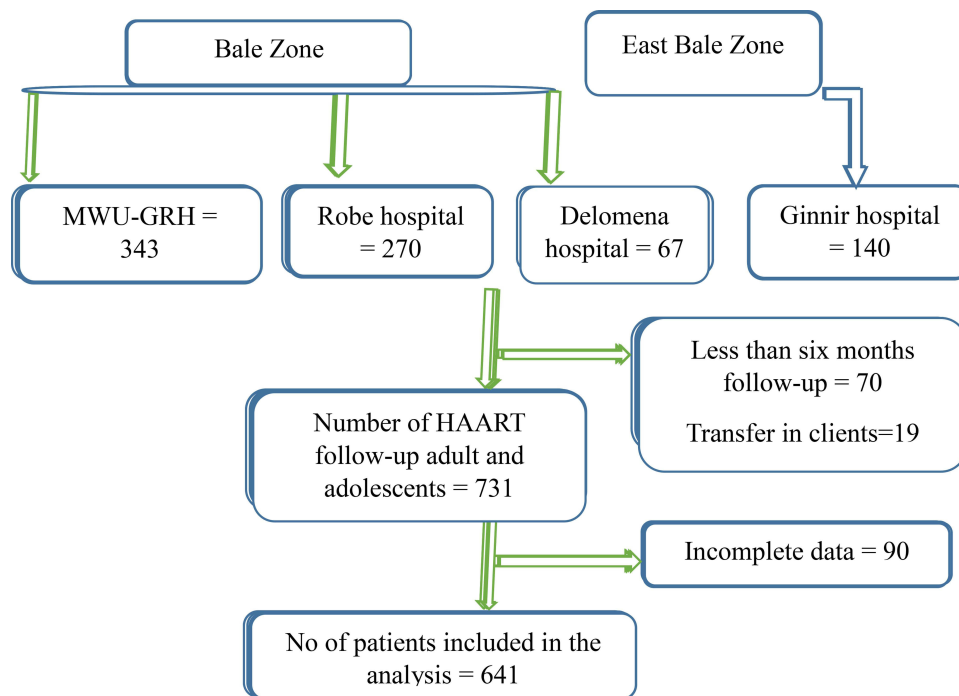 Bale Zone
East Bale Zone
MWU-GRH =
343
Robe hospital
= 270
Delomena
hospital = 67
Ginnir hospital
= 140
Less than six months
follow-up = 70
Transfer in clients=19
Number of HAART
follow-up adult and
adolescents = 731
Incomplete data = 90
No of patients included in the
analysis = 641